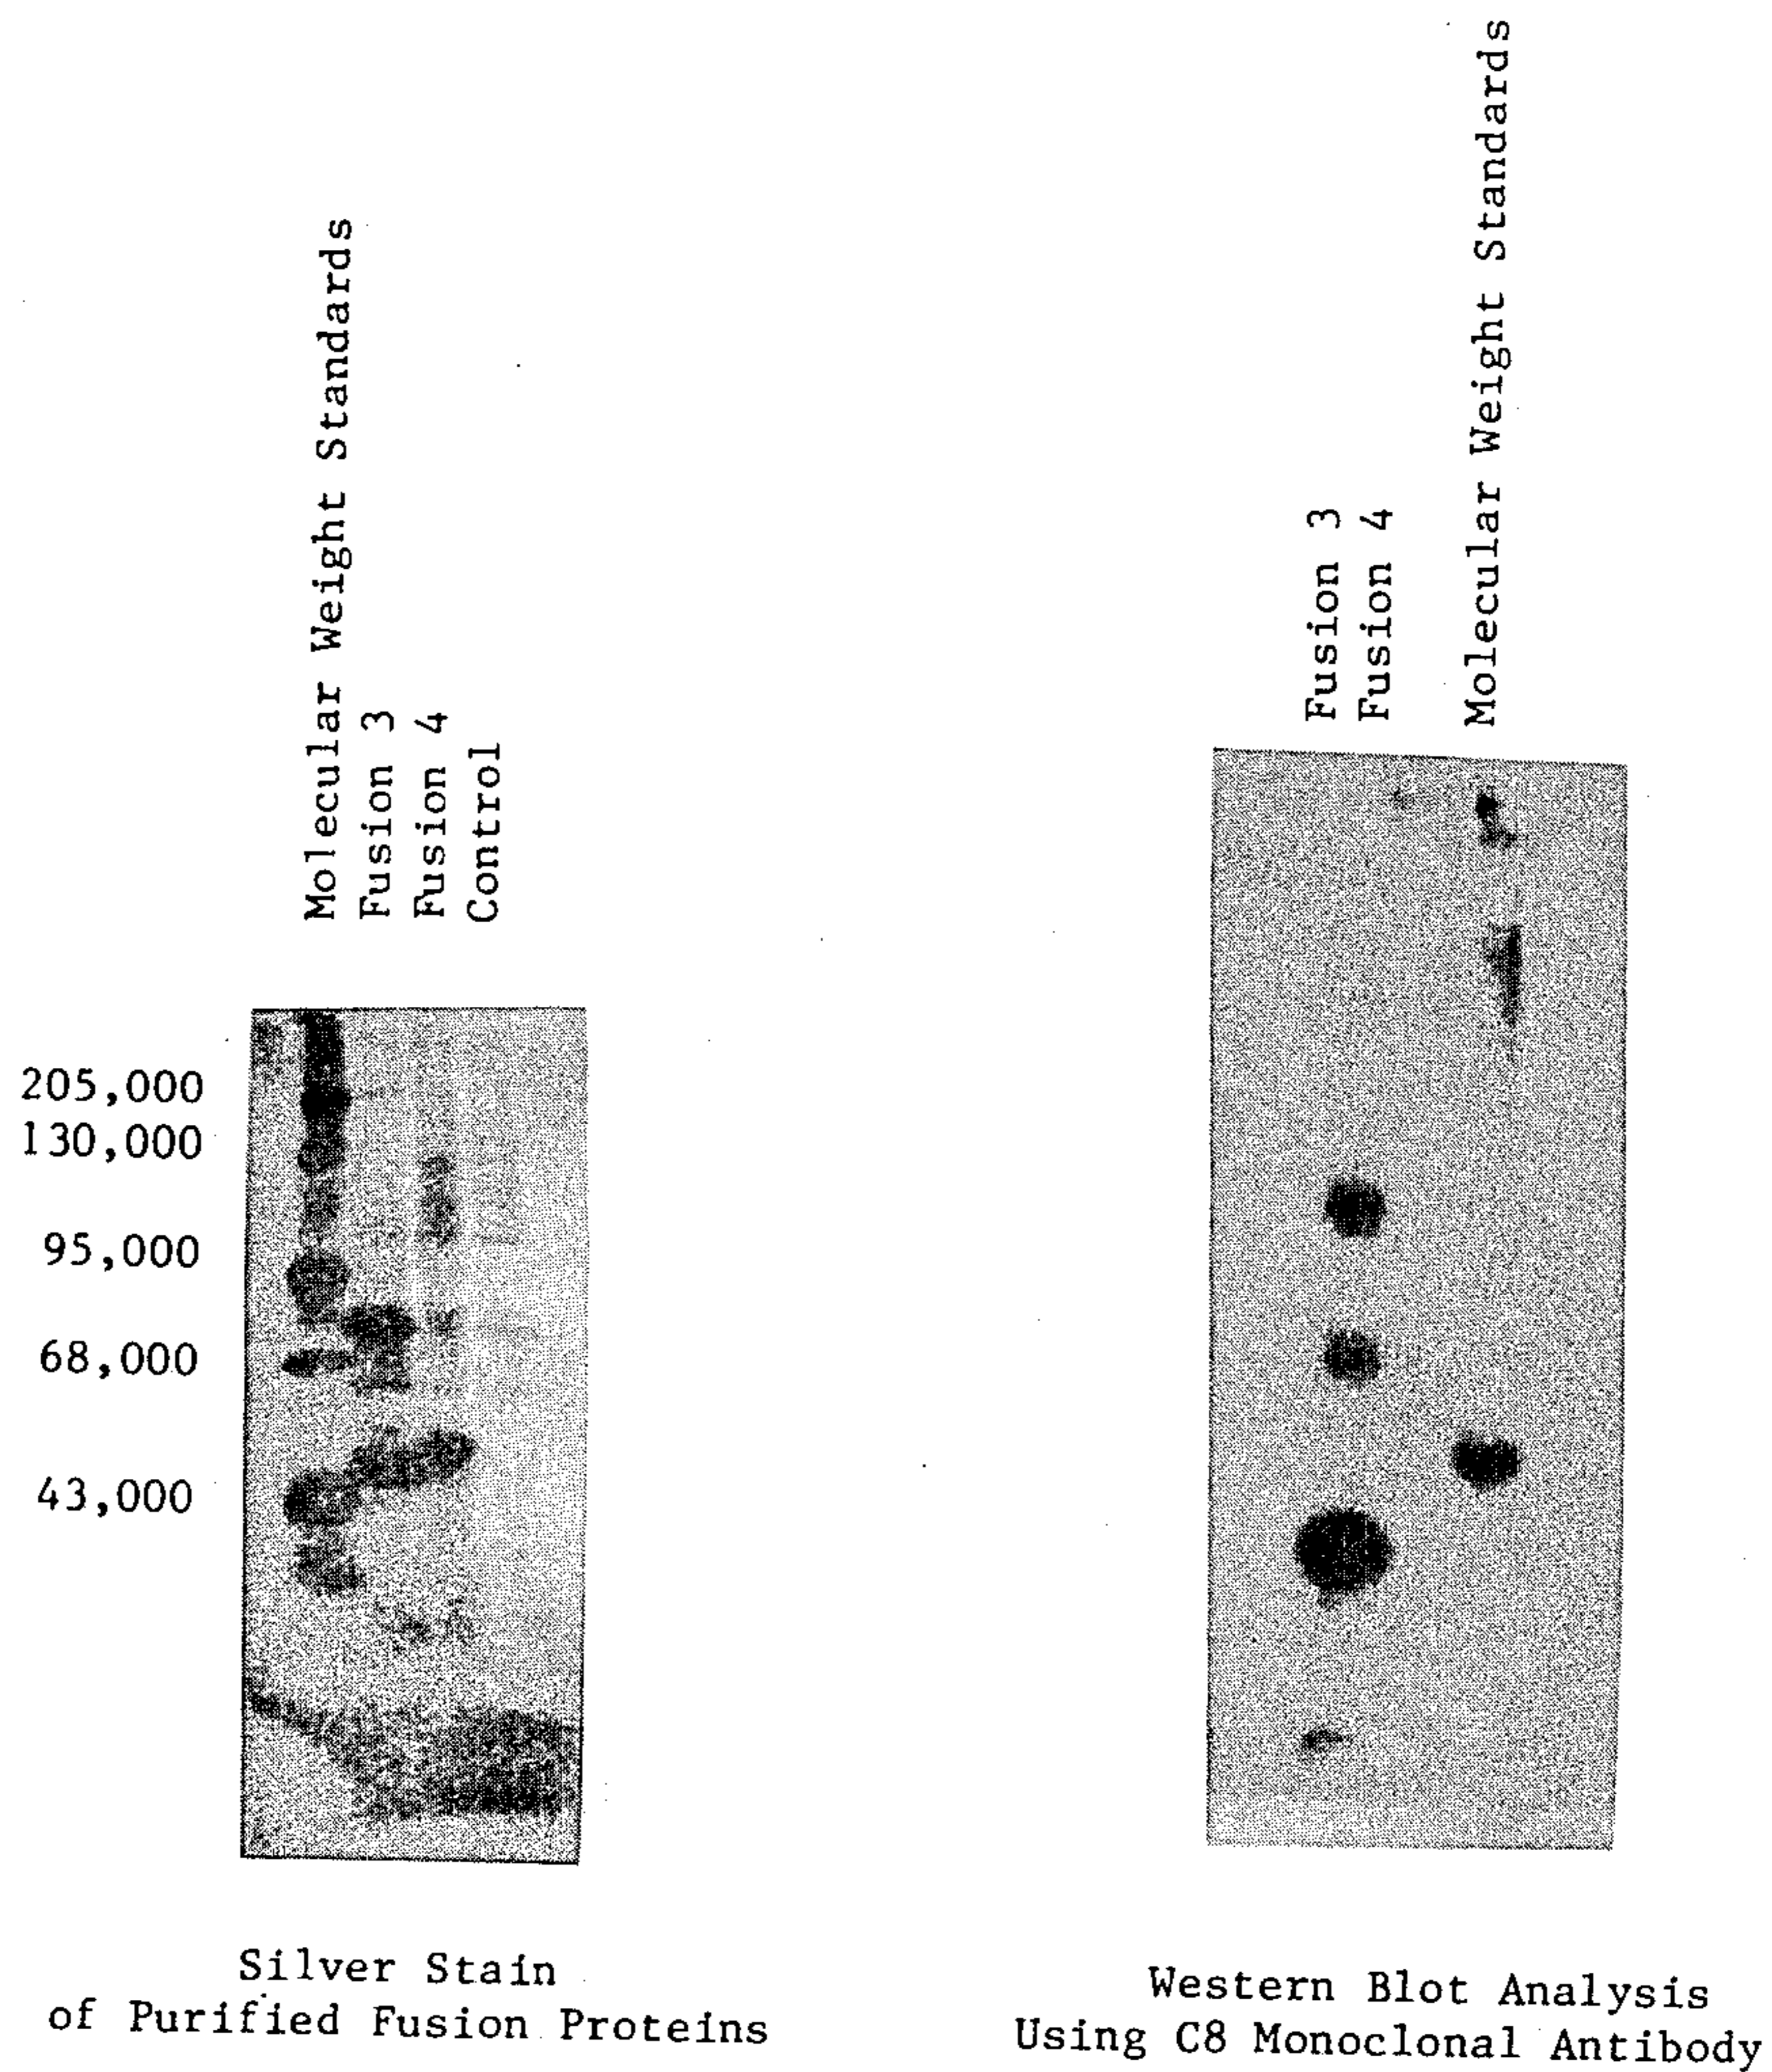 Molecular Weight Standards
Fusion 3
Fusion 4
Control
205,000
130,000
95,000
68,000
43,000
Silver Stain
of Purified Fusion Proteins
Fusion 3
Fusion 4
Molecular Weight Standards
Western Blot Analysis
Using C8 Monoclonal Antibody